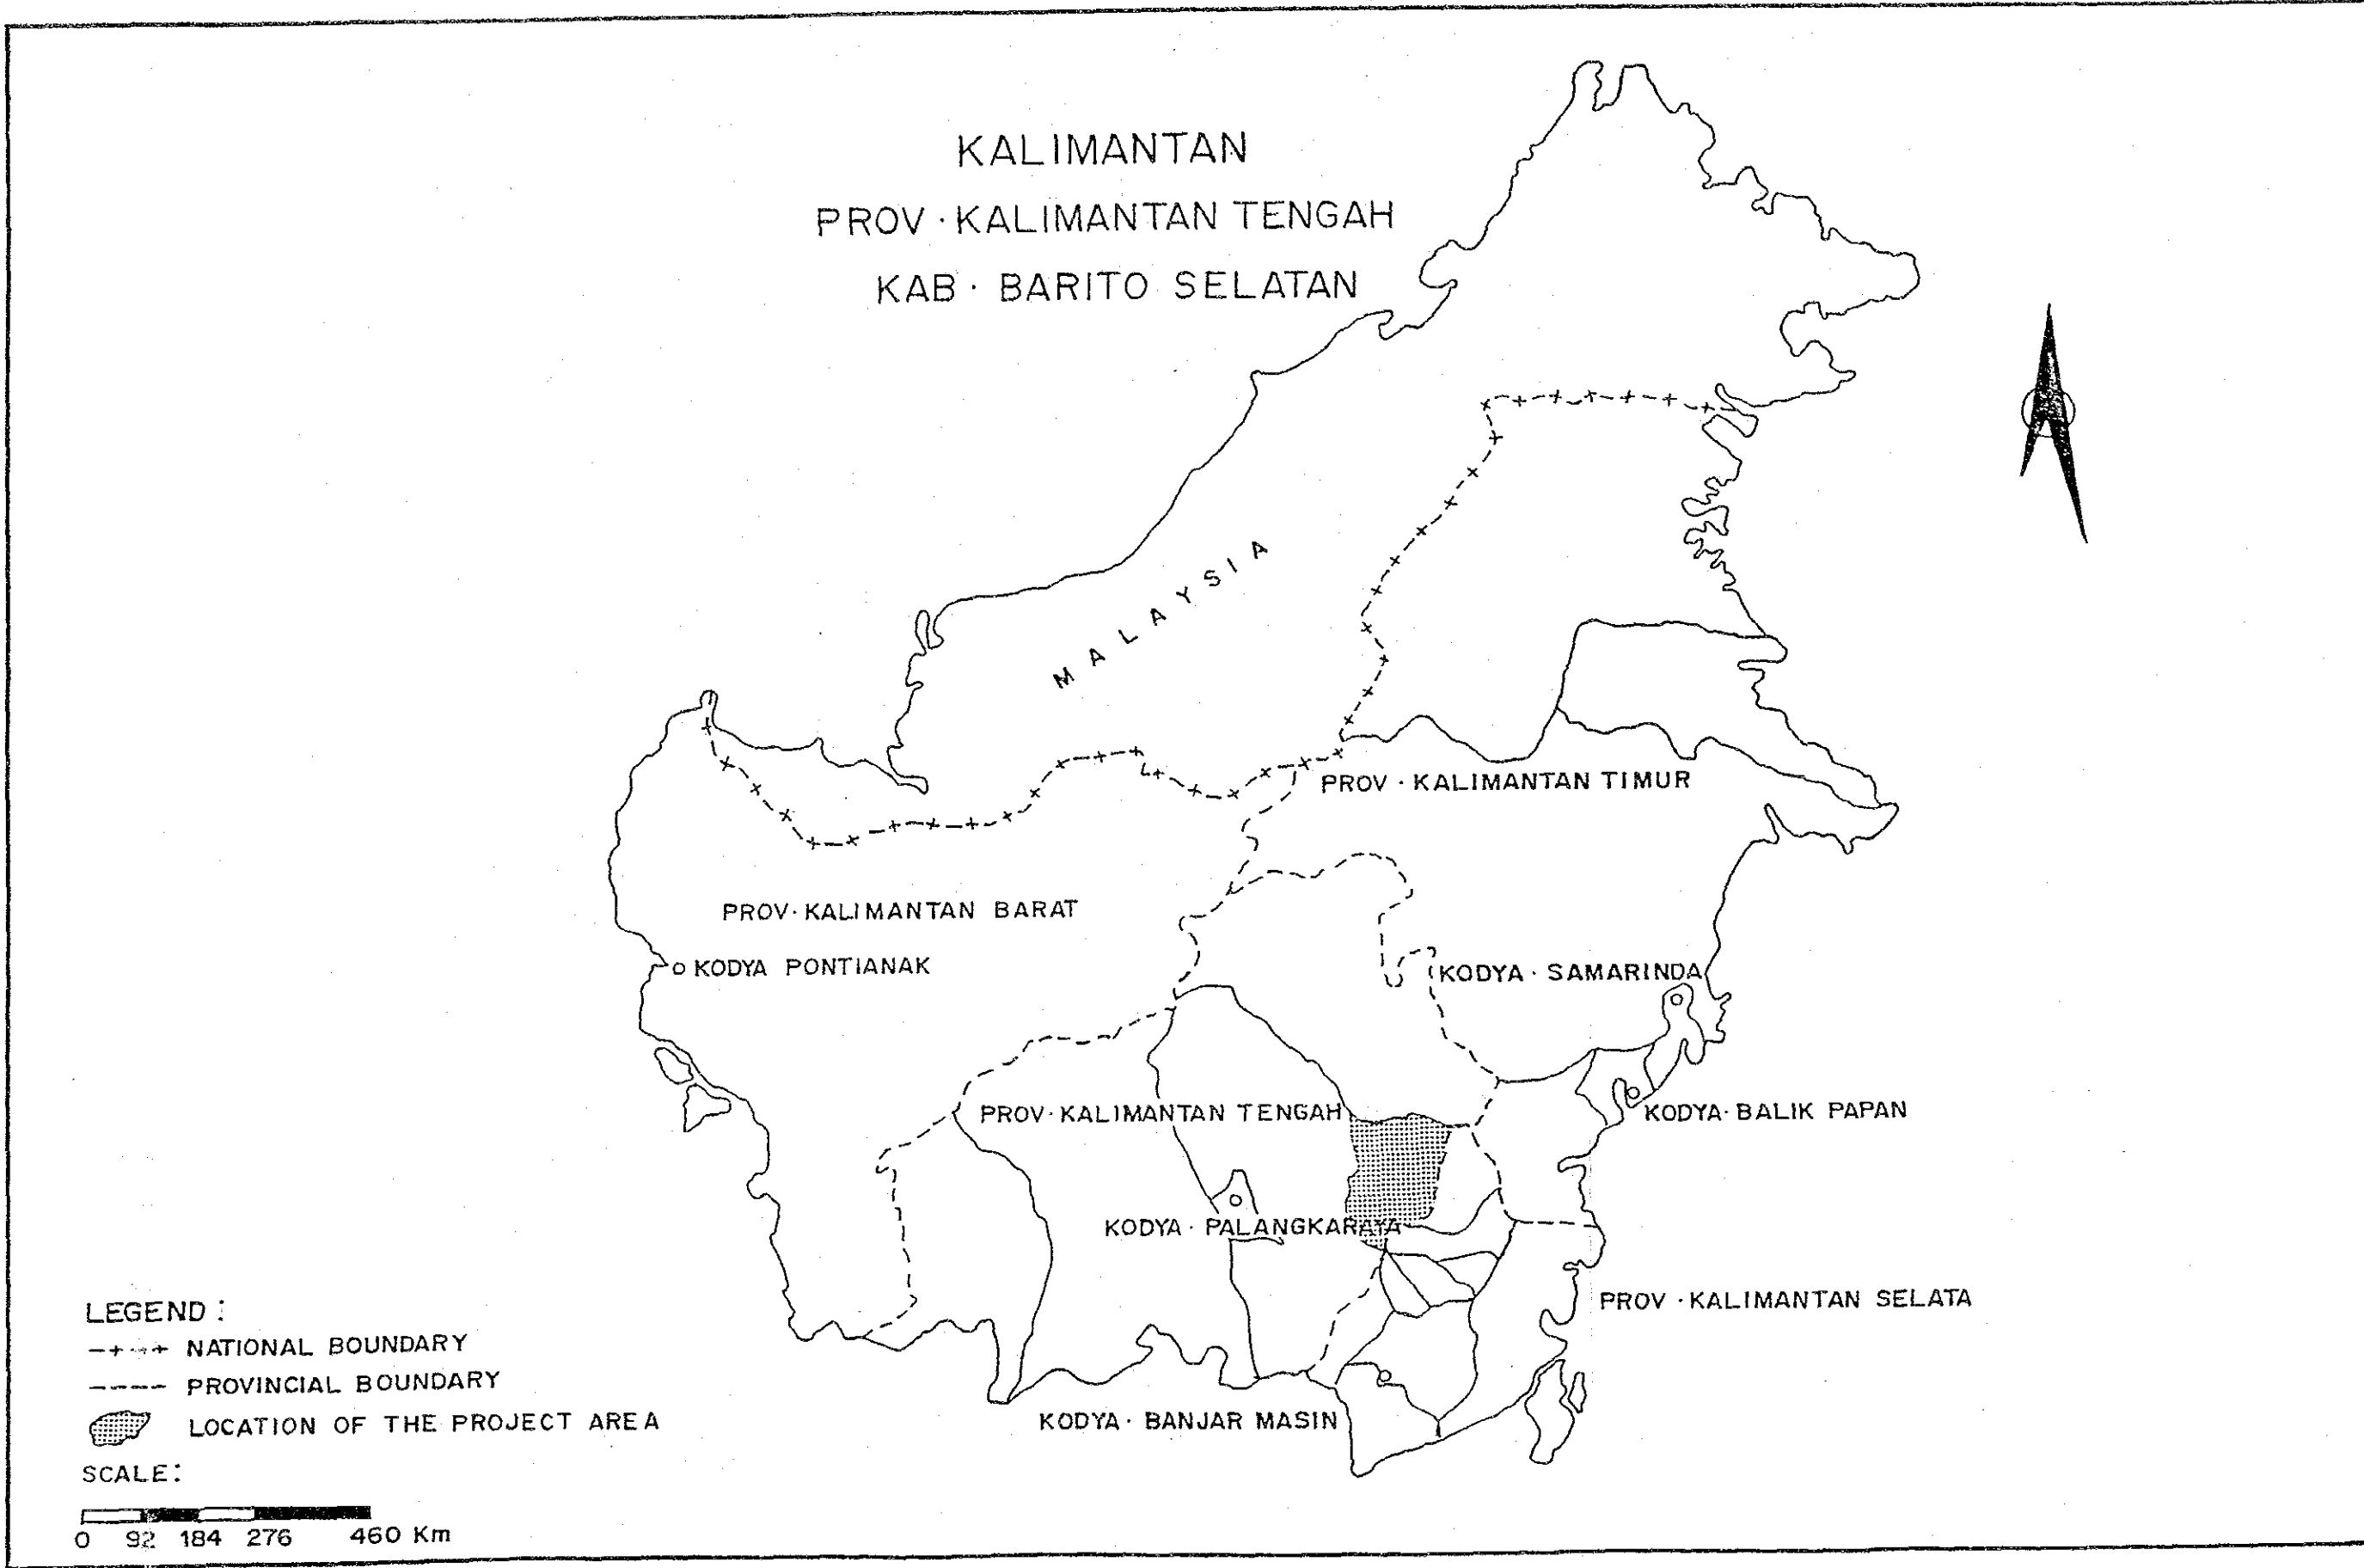 KALIMANTAN
PROV · KALIMANTAN TENGAH
KAB · BARITO SELATAN
MALAYSIA
PROV · KALIMANTAN TIMUR
PROV · KALIMANTAN BARAT
KODYA PONTIANAK
KODYA · SAMARINDA
PROV · KALIMANTAN TENGAH
KODYA · BALIK PAPAN
KODYA · PALANGKARAYA
PROV · KALIMANTAN SELATA
KODYA · BANJAR MASIN
LEGEND :
NATIONAL BOUNDARY
PROVINCIAL BOUNDARY
LOCATION OF THE PROJECT AREA
SCALE:
0 92 184 276 460 Km